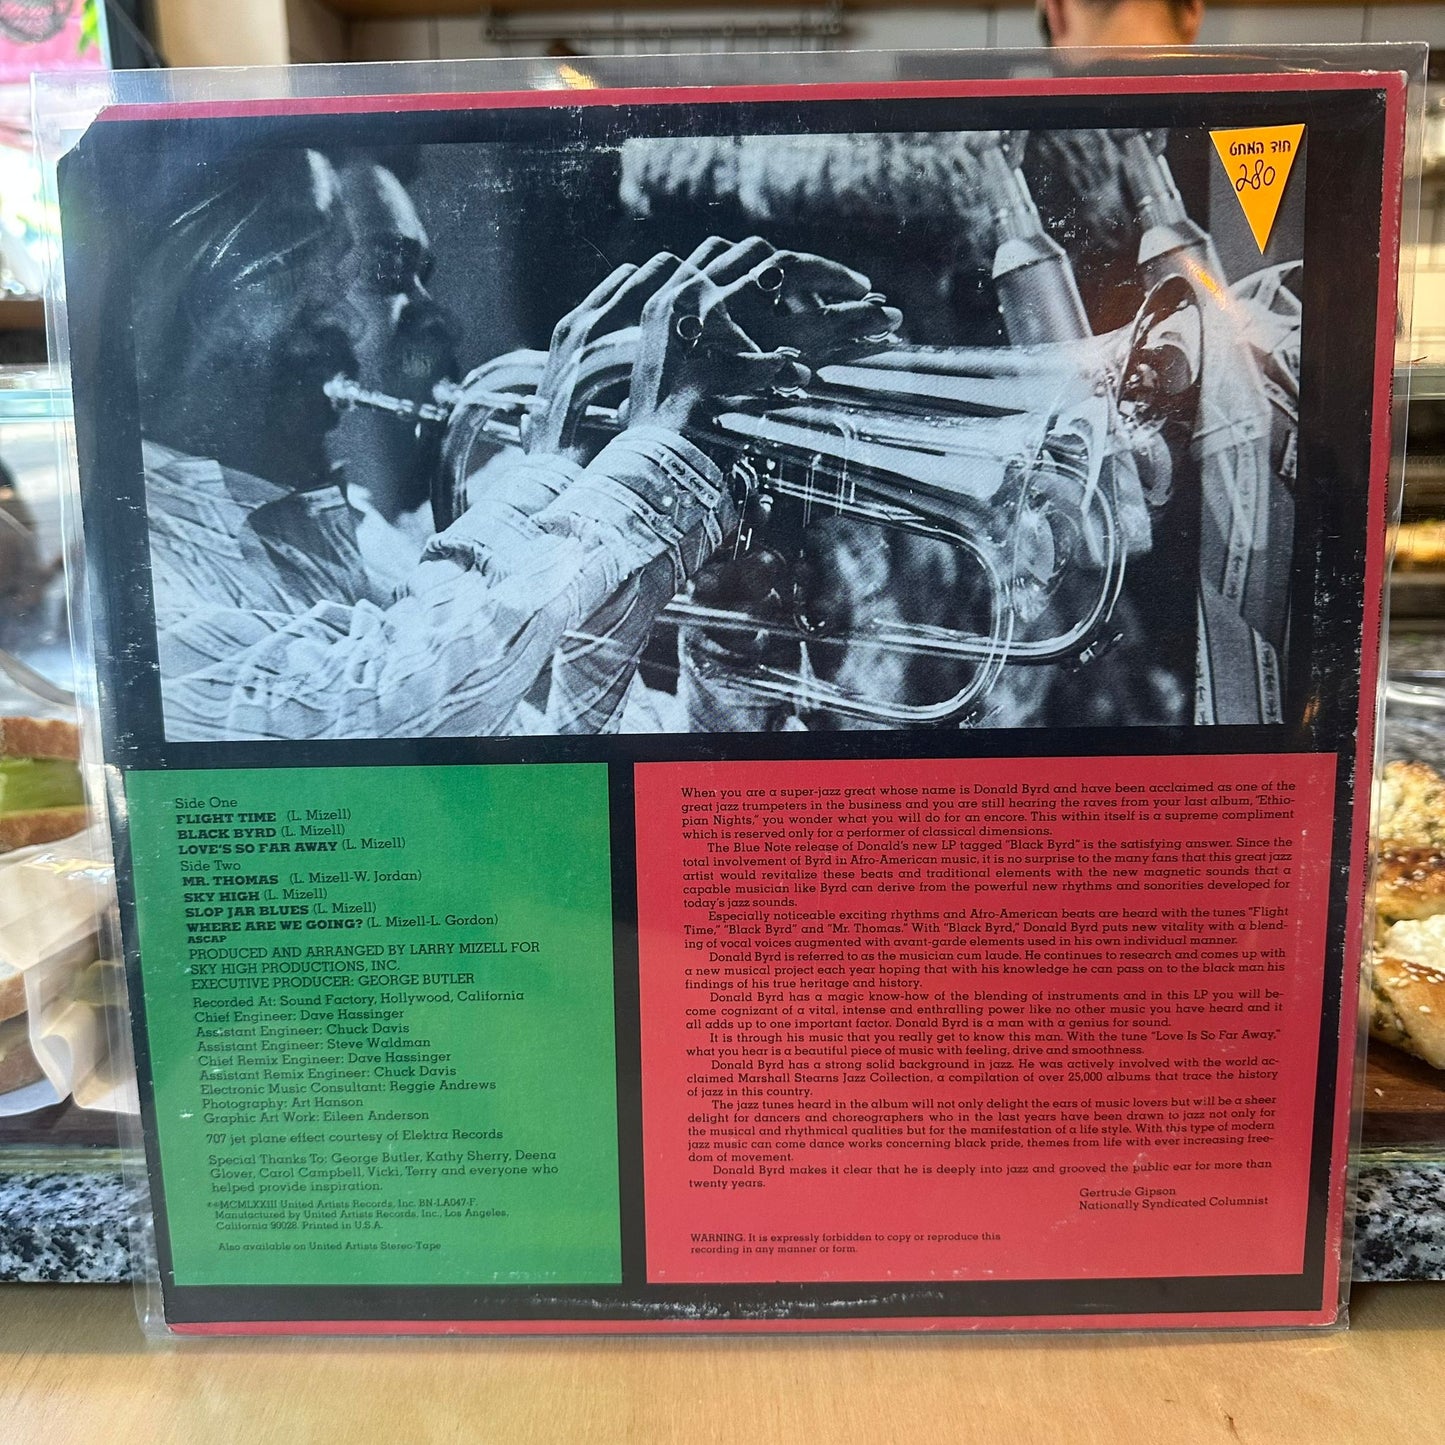 חוד המחט
280
Side One
FLIGHT TIME (L. Mizell)
BLACK BYRD (L. Mizell)
LOVE'S SO FAR AWAY (L. Mizell)
Side Two
MR. THOMAS (L. Mizell-W. Jordan)
SKY HIGH (L. Mizell)
SLOP JAR BLUES (L. Mizell)
WHERE ARE WE GOING? (L. Mizell-L. Gordon)
ASCAP
PRODUCED AND ARRANGED BY LARRY MIZELL FOR
SKY HIGH PRODUCTIONS, INC.
EXECUTIVE PRODUCER: GEORGE BUTLER
Recorded At: Sound Factory, Hollywood, California
Chief Engineer: Dave Hassinger
Assistant Engineer: Chuck Davis
Assistant Engineer: Steve Waldman
Chief Remix Engineer: Dave Hassinger
Assistant Remix Engineer: Chuck Davis
Electronic Music Consultant: Reggie Andrews
Photography: Art Hanson
Graphic Art Work: Eileen Anderson
707 jet plane effect courtesy of Elektra Records
Special Thanks To: George Butler, Kathy Sherry, Deena
Glover, Carol Campbell, Vicki, Terry and everyone who
helped provide inspiration.
MCMLXXIII United Artists Records, Inc. BN-LA047-F.
Manufactured by United Artists Records, Inc., Los Angeles,
California 90028. Printed in U.S.A.
Also available on United Artists Stereo-Tape
When you are a super-jazz great whose name is Donald Byrd and have been acclaimed as one of the
great jazz trumpeters in the business and you are still hearing the raves from your last album, "Ethio-
pian Nights," you wonder what you will do for an encore. This within itself is a supreme compliment
which is reserved only for a performer of classical dimensions.
The Blue Note release of Donald's new LP tagged "Black Byrd" is the satisfying answer. Since the
total involvement of Byrd in Afro-American music, it is no surprise to the many fans that this great jazz
artist would revitalize these beats and traditional elements with the new magnetic sounds that a
capable musician like Byrd can derive from the powerful new rhythms and sonorities developed for
today's jazz sounds.
Especially noticeable exciting rhythms and Afro-American beats are heard with the tunes "Flight
Time," "Black Byrd" and "Mr. Thomas." With "Black Byrd," Donald Byrd puts new vitality with a blend-
ing of vocal voices augmented with avant-garde elements used in his own individual manner.
Donald Byrd is referred to as the musician cum laude. He continues to research and comes up with
a new musical project each year hoping that with his knowledge he can pass on to the black man his
findings of his true heritage and history.
Donald Byrd has a magic know-how of the blending of instruments and in this LP you will be-
come cognizant of a vital, intense and enthralling power like no other music you have heard and it
all adds up to one important factor. Donald Byrd is a man with a genius for sound.
It is through his music that you really get to know this man. With the tune "Love Is So Far Away,"
what you hear is a beautiful piece of music with feeling, drive and smoothness.
Donald Byrd has a strong solid background in jazz. He was actively involved with the world ac-
claimed Marshall Stearns Jazz Collection, a compilation of over 25,000 albums that trace the history
of jazz in this country.
The jazz tunes heard in the album will not only delight the ears of music lovers but will be a sheer
delight for dancers and choreographers who in the last years have been drawn to jazz not only for
the musical and rhythmical qualities but for the manifestation of a life style. With this type of modern
jazz music can come dance works concerning black pride, themes from life with ever increasing free-
dom of movement.
Donald Byrd makes it clear that he is deeply into jazz and grooved the public ear for more than
twenty years.
Gertrude Gipson
Nationally Syndicated Columnist
WARNING. It is expressly forbidden to copy or reproduce this
recording in any manner or form.